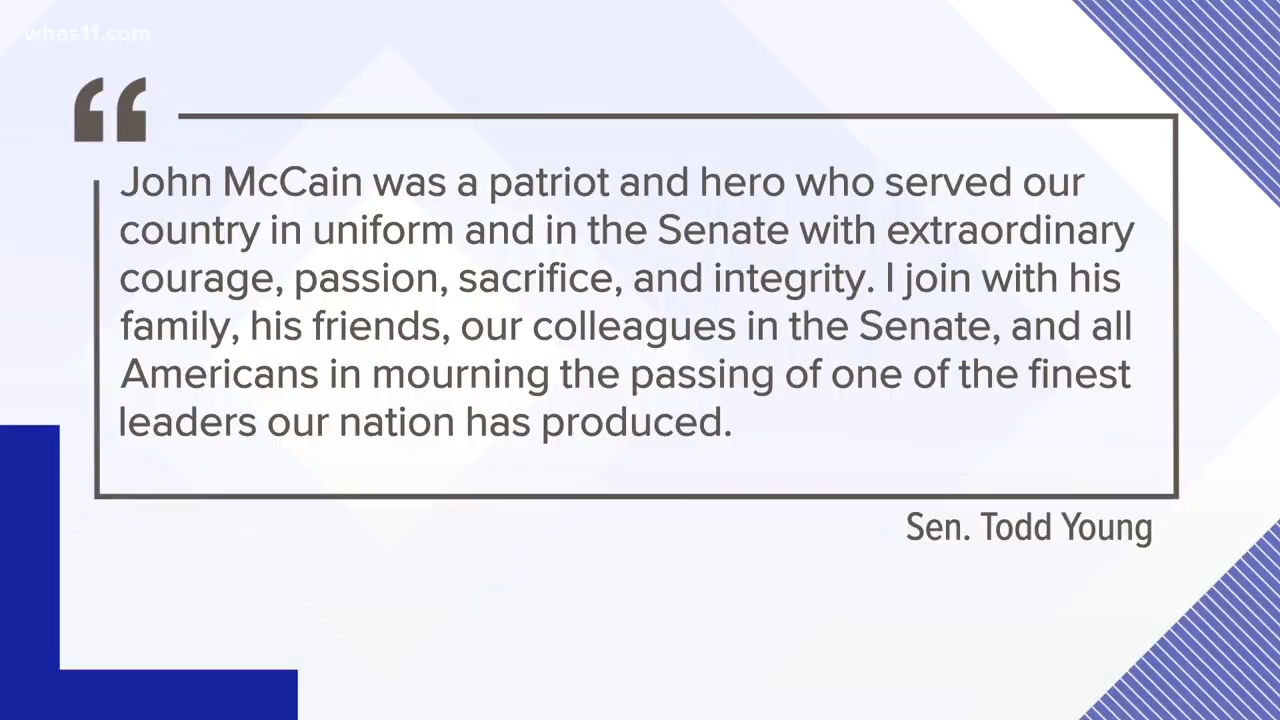 whas11.com
“
John McCain was a patriot and hero who served our
country in uniform and in the Senate with extraordinary
courage, passion, sacrifice, and integrity. I join with his
family, his friends, our colleagues in the Senate, and all
Americans in mourning the passing of one of the finest
leaders our nation has produced.
Sen. Todd Young